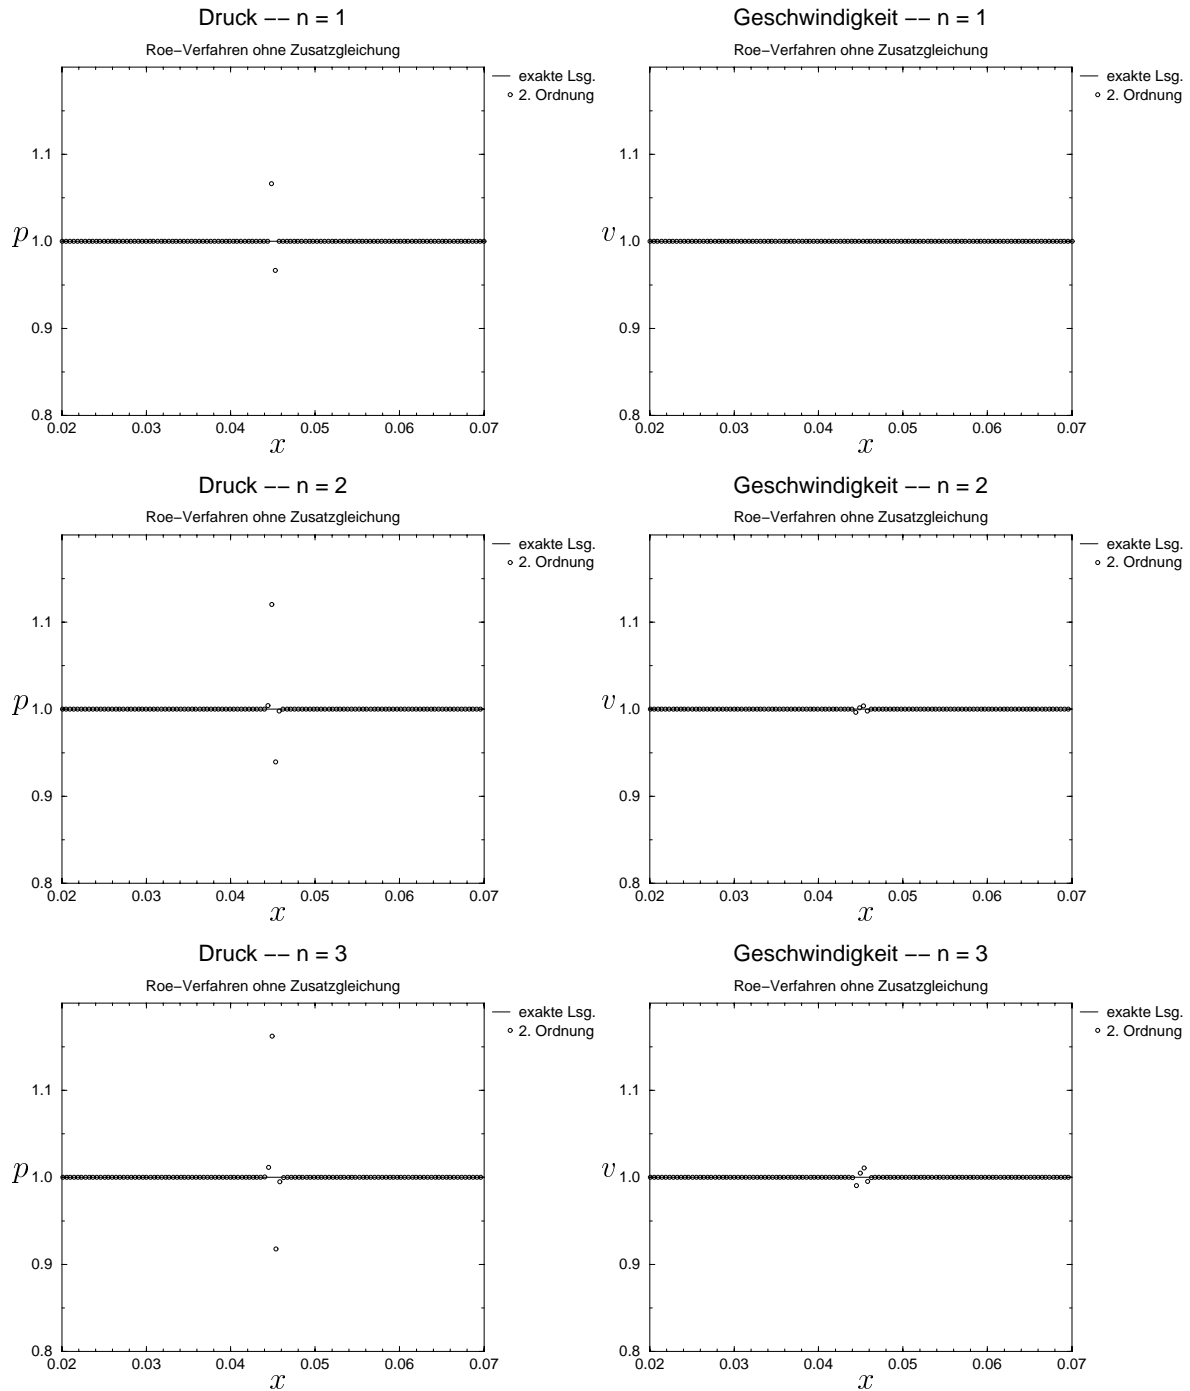 Druck −− n = 1
Roe−Verfahren ohne Zusatzgleichung
exakte Lsg.
2. Ordnung
1.1
p 1.0
0.9
0.8
0.02 0.03 0.04 0.05 0.06 0.07
x
Geschwindigkeit −− n = 1
Roe−Verfahren ohne Zusatzgleichung
exakte Lsg.
2. Ordnung
1.1
v 1.0
0.9
0.8
0.02 0.03 0.04 0.05 0.06 0.07
x
Druck −− n = 2
Roe−Verfahren ohne Zusatzgleichung
exakte Lsg.
2. Ordnung
1.1
p 1.0
0.9
0.8
0.02 0.03 0.04 0.05 0.06 0.07
x
Geschwindigkeit −− n = 2
Roe−Verfahren ohne Zusatzgleichung
exakte Lsg.
2. Ordnung
1.1
v 1.0
0.9
0.8
0.02 0.03 0.04 0.05 0.06 0.07
x
Druck −− n = 3
Roe−Verfahren ohne Zusatzgleichung
exakte Lsg.
2. Ordnung
1.1
p 1.0
0.9
0.8
0.02 0.03 0.04 0.05 0.06 0.07
x
Geschwindigkeit −− n = 3
Roe−Verfahren ohne Zusatzgleichung
exakte Lsg.
2. Ordnung
1.1
v 1.0
0.9
0.8
0.02 0.03 0.04 0.05 0.06 0.07
x